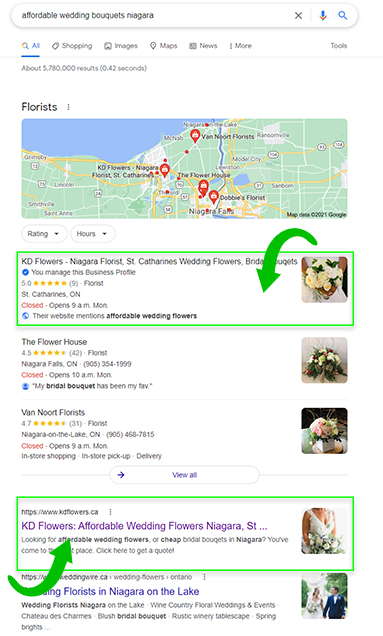 affordable wedding bouquets niagara
All
Shopping
Images
Maps
News
More
Tools
About 5,780,000 results (0.42 seconds)
Florists
Niagara-on-the-Lake
McNab
Ransomville
Van Noort Florists
Grimsby
KD Flowers - Niagara
Florist, St. Catharines
Model City
Lincoln
The Flower House
Lewiston
Thorold
Smithville
Dobbie's Florist
Saint Anns
Niagara Falls
Map data ©2021 Google
Rating
Hours
KD Flowers - Niagara Florist, St. Catharines Wedding Flowers, Bridal Bouqets
You manage this Business Profile
5.0 (9) · Florist
St. Catharines, ON
Closed · Opens 9 a.m. Mon.
Their website mentions affordable wedding flowers
The Flower House
4.5 (42) · Florist
Niagara Falls, ON · (905) 354-1999
Closed · Opens 10 a.m. Mon.
"My bridal bouquet has been my fav."
Van Noort Florists
4.7 (31) · Florist
Niagara-on-the-Lake, ON · (905) 468-7815
Closed · Opens 9 a.m. Mon.
In-store shopping · In-store pick-up · Delivery
View all
https://www.kdflowers.ca
KD Flowers: Affordable Wedding Flowers Niagara, St ...
Looking for affordable wedding flowers, or cheap bridal bouqets in Niagara? You've
come to the right place. Click here to get a quote!
weddingwire.ca › wedding-flowers › ontario
Wedding Florists in Niagara on the Lake
Wedding Florists Niagara on the Lake · Wine Country Floral Weddings & Events ·
Chateau des Charmes · Blush bridal bouquet · Rustic winery tablescape · Spring
brights ...